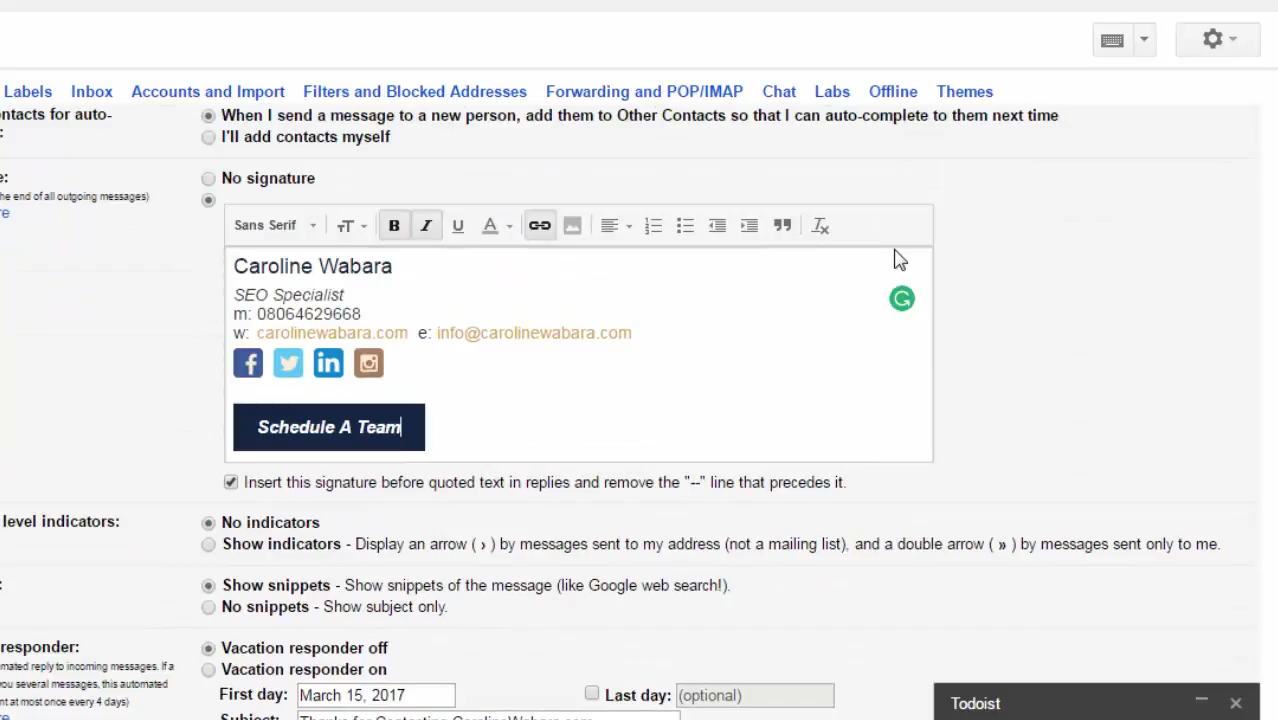 Labels Inbox Accounts and Import Filters and Blocked Addresses Forwarding and POP/IMAP Chat Labs Offline Themes
ontacts for auto-
:
When I send a message to a new person, add them to Other Contacts so that I can auto-complete to them next time
I'll add contacts myself
e:
he end of all outgoing messages)
re
No signature
Sans Serif
Caroline Wabara
SEO Specialist
m: 08064629668
w: carolinewabara.com e: info@carolinewabara.com
Schedule A Team
Insert this signature before quoted text in replies and remove the "--" line that precedes it.
level indicators:
No indicators
Show indicators - Display an arrow ( › ) by messages sent to my address (not a mailing list), and a double arrow ( » ) by messages sent only to me.
:
Show snippets - Show snippets of the message (like Google web search!).
No snippets - Show subject only.
responder:
mated reply to incoming messages. If a
you several messages, this automated
nt at most once every 4 days)
Vacation responder off
Vacation responder on
First day: March 15, 2017 Last day: (optional)
Subject: Thanks for Contacting CarolineWabara.com
Todoist